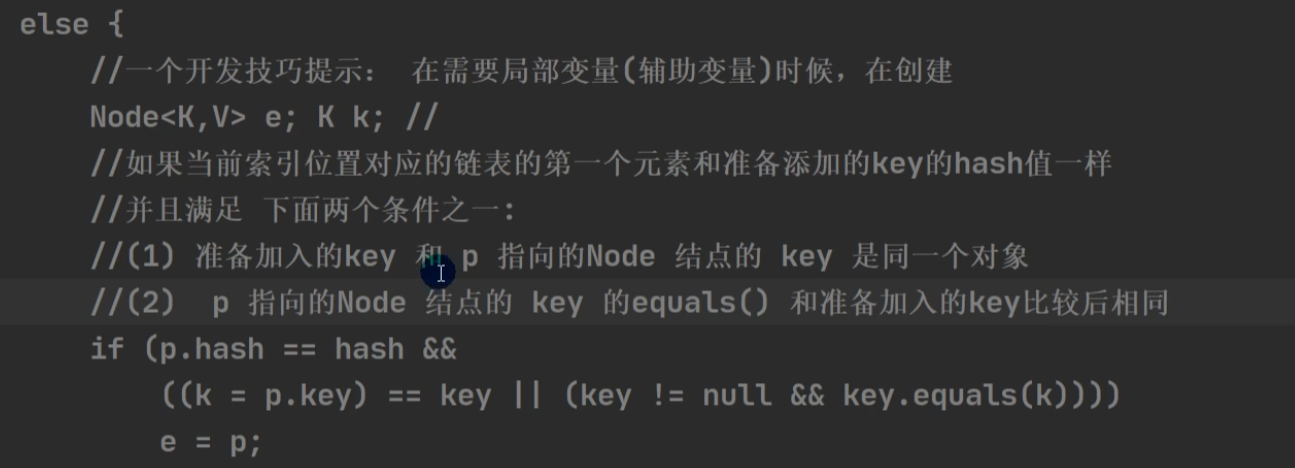 else {
//一个开发技巧提示： 在需要局部变量(辅助变量)时候，在创建
Node<K,V> e; K k; //
//如果当前索引位置对应的链表的第一个元素和准备添加的key的hash值一样
//并且满足 下面两个条件之一:
//(1) 准备加入的key 和 p 指向的Node 结点的 key 是同一个对象
//(2)  p 指向的Node 结点的 key 的equals() 和准备加入的key比较后相同
if (p.hash == hash &&
((k = p.key) == key || (key != null && key.equals(k))))
e = p;